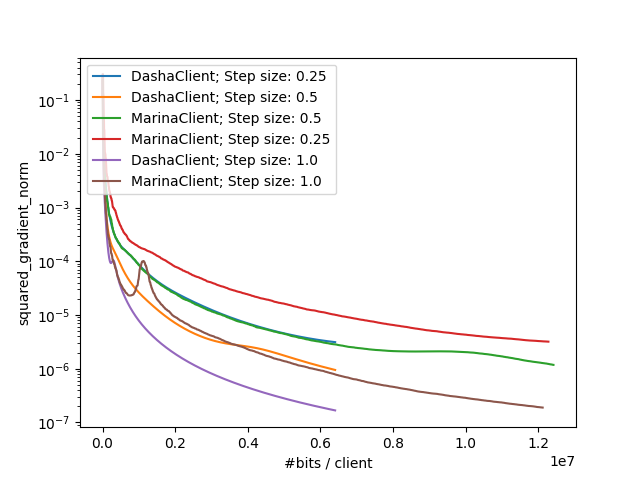 DashaClient; Step size: 0.25
DashaClient; Step size: 0.5
MarinaClient; Step size: 0.5
MarinaClient; Step size: 0.25
DashaClient; Step size: 1.0
MarinaClient; Step size: 1.0
squared_gradient_norm
10⁻¹
10⁻²
10⁻³
10⁻⁴
10⁻⁵
10⁻⁶
10⁻⁷
0.0 0.2 0.4 0.6 0.8 1.0 1.2
1e7
#bits / client